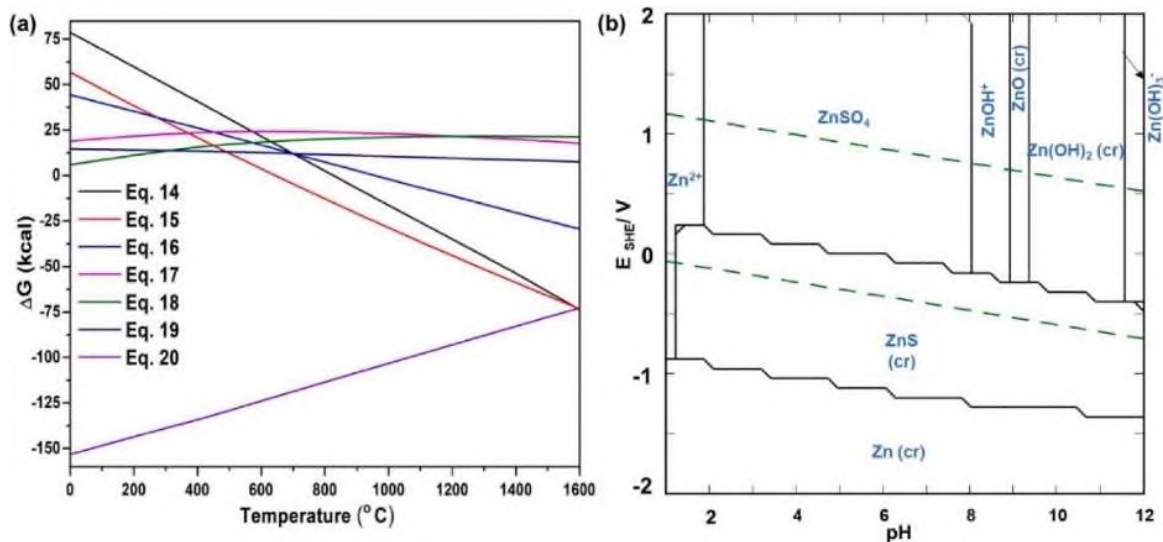 (a)
75
50
25
0
-25
-50
-75
-100
-125
-150
ΔG (kcal)
Eq. 14
Eq. 15
Eq. 16
Eq. 17
Eq. 18
Eq. 19
Eq. 20
0 200 400 600 800 1000 1200 1400 1600
Temperature (°C)
(b)
2
1
0
-1
-2
E SHE/ V
Zn2+
ZnSO4
ZnOH+
ZnO (cr)
Zn(OH)2 (cr)
Zn(OH)3-
ZnS
(cr)
Zn (cr)
2 4 6 8 10 12
pH